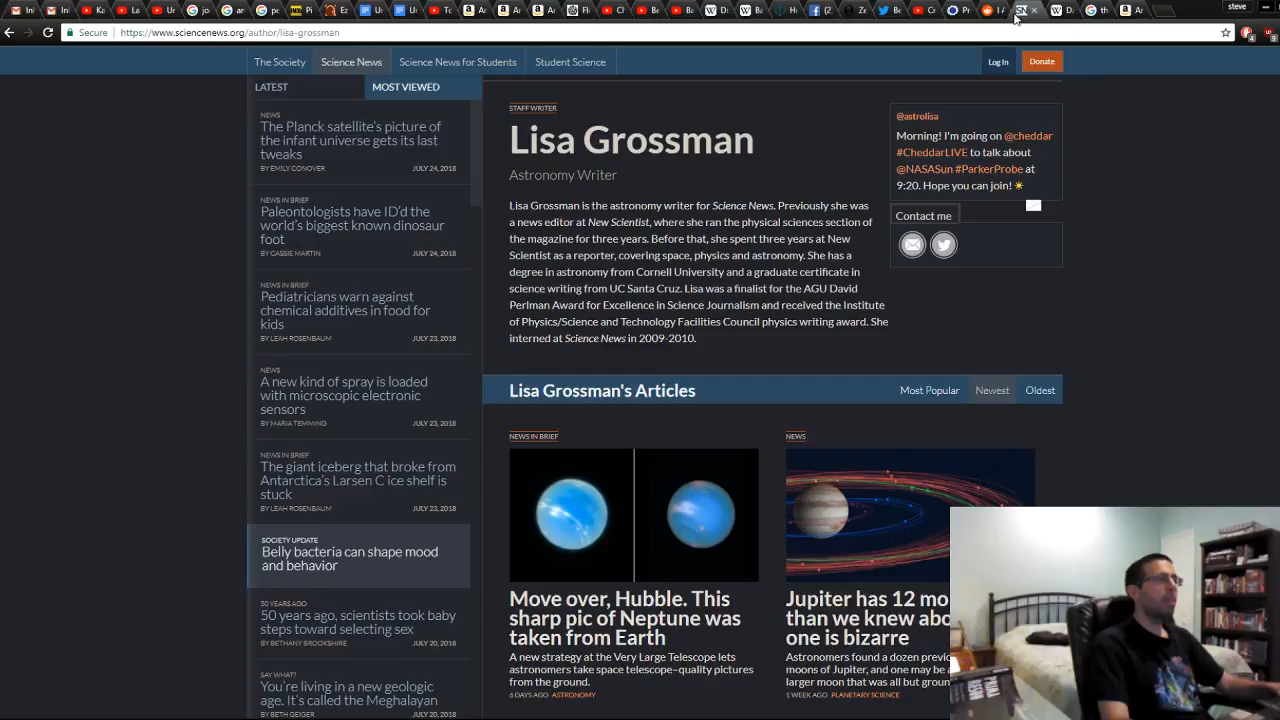 steve
Secure
https://www.sciencenews.org/author/lisa-grossman
The Society
Science News
Science News for Students
Student Science
Log In
Donate
LATEST
MOST VIEWED
NEWS
The Planck satellite's picture of
the infant universe gets its last
tweaks
BY EMILY CONOVER
JULY 24, 2018
NEWS IN BRIEF
Paleontologists have ID'd the
world's biggest known dinosaur
foot
CASSIE MARTIN
JULY 24, 2018
NEWS IN BRIEF
Pediatricians warn against
chemical additives in food for
kids
BY LEAH ROSENBAUM
JULY 23, 2018
NEWS
A new kind of spray is loaded
with microscopic electronic
sensors
BY MARIA TEMMING
JULY 23, 2018
NEWS IN BRIEF
The giant iceberg that broke from
Antarctica's Larsen C ice shelf is
stuck
BY LEAH ROSENBAUM
JULY 23, 2018
SOCIETY UPDATE
Belly bacteria can shape mood
and behavior
50 YEARS AGO
50 years ago, scientists took baby
steps toward selecting sex
BY BETHANY BROOKSHIRE
JULY 20, 2018
SAY WHAT?
You're living in a new geologic
age. It's called the Meghalayan
BY BETH GEIGER
JULY 20, 2018
STAFF WRITER
Lisa Grossman
Astronomy Writer
Lisa Grossman is the astronomy writer for Science News. Previously she was
a news editor at New Scientist, where she ran the physical sciences section of
the magazine for three years. Before that, she spent three years at New
Scientist as a reporter, covering space, physics and astronomy. She has a
degree in astronomy from Cornell University and a graduate certificate in
science writing from UC Santa Cruz. Lisa was a finalist for the AGU David
Perlman Award for Excellence in Science Journalism and received the Institute
of Physics/Science and Technology Facilities Council physics writing award. She
interned at Science News in 2009-2010.
@astrolisa
Morning! I'm going on @cheddar
#CheddarLIVE to talk about
@NASASun #ParkerProbe at
9:20. Hope you can join!
Contact me
Lisa Grossman's Articles
Most Popular
Newest
Oldest
NEWS IN BRIEF
Move over, Hubble. This
sharp pic of Neptune was
taken from Earth
A new strategy at the Very Large Telescope lets
astronomers take space telescope–quality pictures
from the ground.
6 DAYS AGO
ASTRONOMY
NEWS
Jupiter has 12 mo
than we knew abo
one is bizarre
Astronomers found a dozen previo
moons of Jupiter, and one may be a
larger moon that was all but groun
1 WEEK AGO
PLANETARY SCIENCE